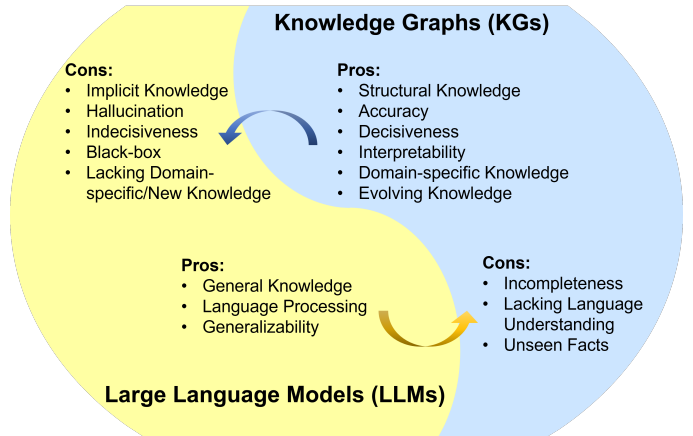 Knowledge Graphs (KGs)
Cons:
• Implicit Knowledge
• Hallucination
• Indecisiveness
• Black-box
• Lacking Domain-
specific/New Knowledge
Pros:
• Structural Knowledge
• Accuracy
• Decisiveness
• Interpretability
• Domain-specific Knowledge
• Evolving Knowledge
Pros:
• General Knowledge
• Language Processing
• Generalizability
Cons:
• Incompleteness
• Lacking Language
Understanding
• Unseen Facts
Large Language Models (LLMs)